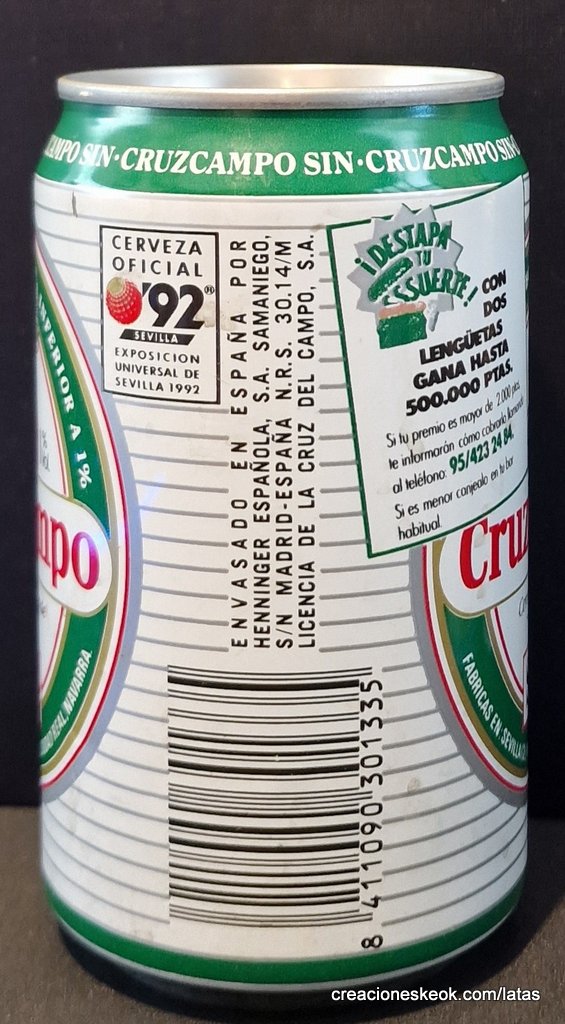 CAMPO SIN·CRUZCAMPO SIN·CRUZCAMPO SIN
CERVEZA
OFICIAL
'92®
SEVILLA
EXPOSICION
UNIVERSAL DE
SEVILLA 1992
ENVASADO EN ESPAÑA POR
HENNINGER ESPAÑOLA, S.A. SAMANIEGO,
S/N MADRID-ESPAÑA N.R.S. 30.14/M
LICENCIA DE LA CRUZ DEL CAMPO, S.A.
¡DESTAPA
TU
SUERTE!
CON
DOS
LENGÜETAS
GANA HASTA
500.000 PTAS.
Si tu premio es mayor de 2.000 ptas.
te informarán cómo cobrarlo llamando
al teléfono: 95/423 24 84.
Si es menor canjealo en tu bar
habitual.
INFERIOR A 1%
mpo
REAL, NAVARRA
Cruz
FABRICAS EN: SEVILLA
8 411090 301335
creacioneskeok.com/latas